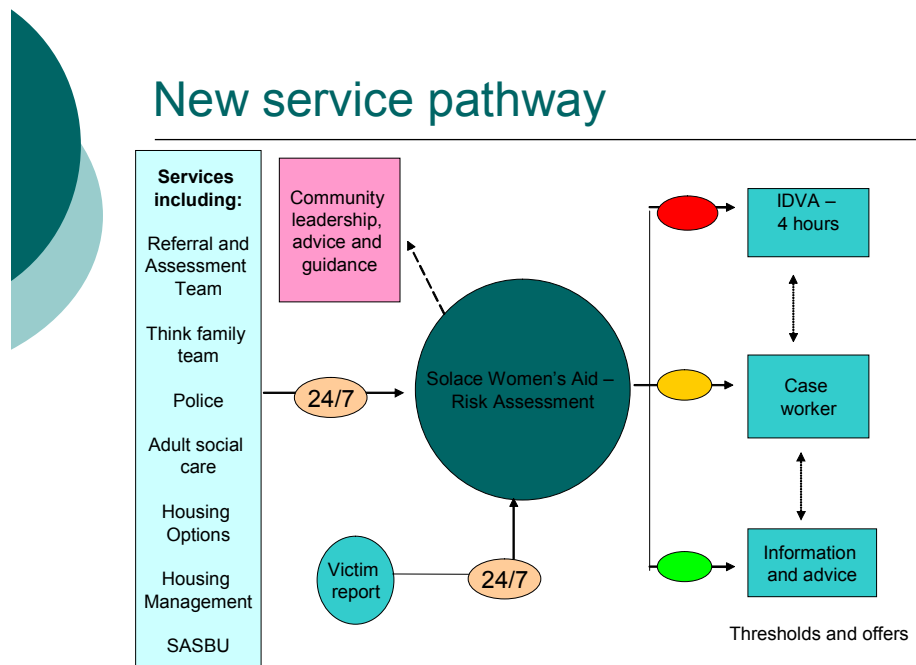 New service pathway
Services
including:
Referral and
Assessment
Team
Think family
team
Police
Adult social
care
Housing
Options
Housing
Management
SASBU
Community
leadership,
advice and
guidance
24/7
Solace Women’s Aid –
Risk Assessment
Victim
report
24/7
IDVA –
4 hours
Case
worker
Information
and advice
Thresholds and offers